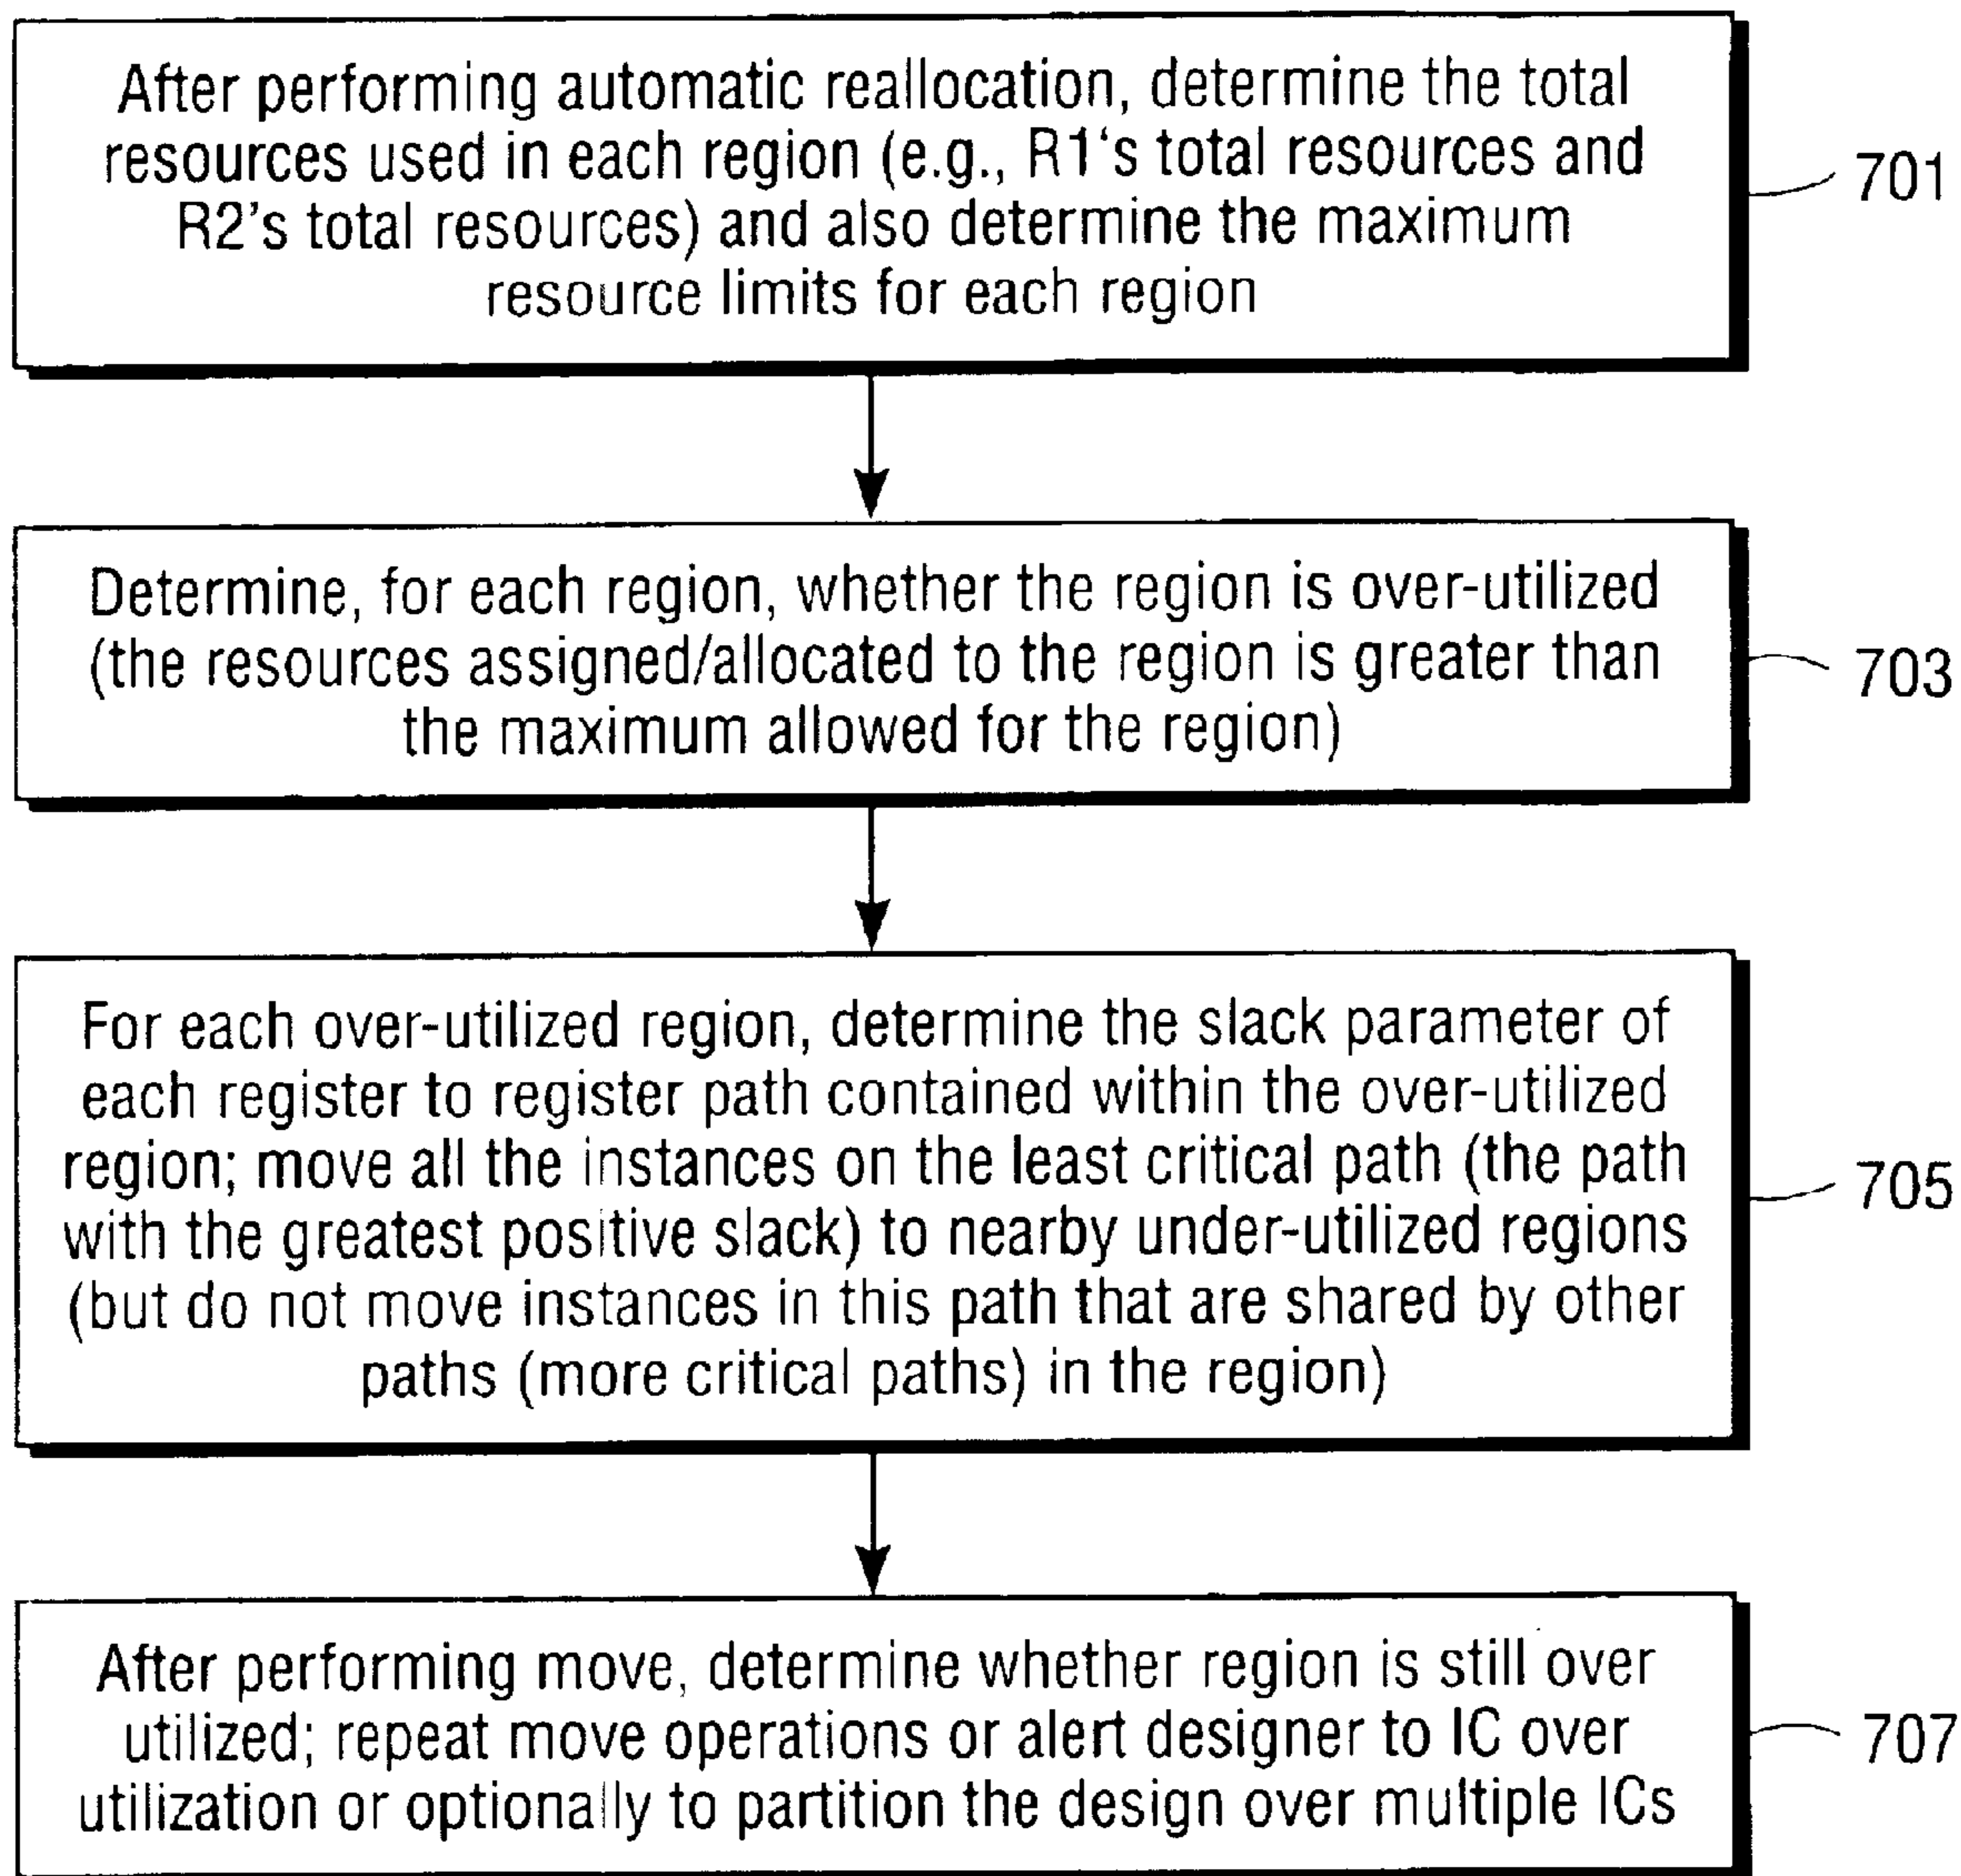 After performing automatic reallocation, determine the total
resources used in each region (e.g., R1‘s total resources and
R2's total resources) and also determine the maximum
resource limits for each region
701
Determine, for each region, whether the region is over-utilized
(the resources assigned/allocated to the region is greater than
the maximum allowed for the region)
703
For each over-utilized region, determine the slack parameter of
each register to register path contained within the over-utilized
region; move all the instances on the least critical path (the path
with the greatest positive slack) to nearby under-utilized regions
(but do not move instances in this path that are shared by other
paths (more critical paths) in the region)
705
After performing move, determine whether region is still over
utilized; repeat move operations or alert designer to IC over
utilization or optionally to partition the design over multiple ICs
707